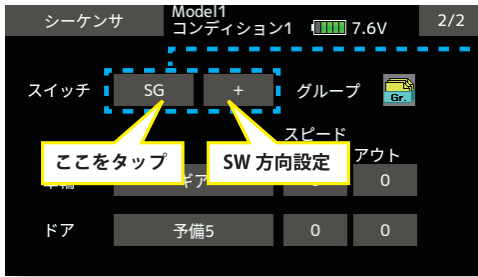 シーケンサ Model1 コンディション1 7.6V 2/2
スイッチ SG + グループ Gr.
スピード
アウト
ここをタップ SW 方向設定
ギア 0
ドア 予備5 0 0